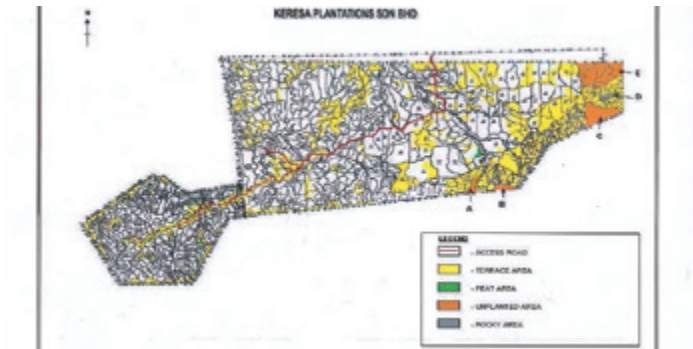 KERESA PLANTATIONS SDN BHD
N
E
D
C
A
B
LEGEND
- ACCESS ROAD
- TERRACE AREA
- PEAT AREA
- UNPLANTED AREA
- ROCKY AREA